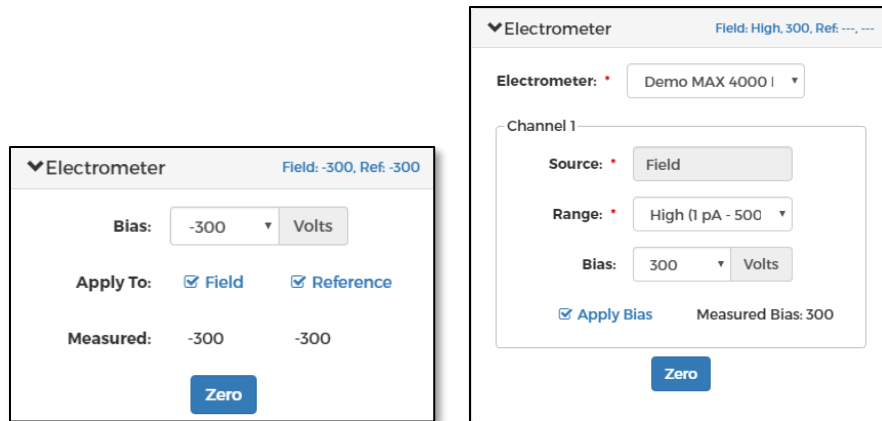 Electrometer Field: -300, Ref: -300
Bias: -300 Volts
Apply To: Field Reference
Measured: -300 -300
Zero
Electrometer Field: High, 300, Ref: ---, ---
Electrometer: * Demo MAX 4000 |
Channel 1
Source: * Field
Range: * High (1 pA - 500
Bias: 300 Volts
Apply Bias Measured Bias: 300
Zero